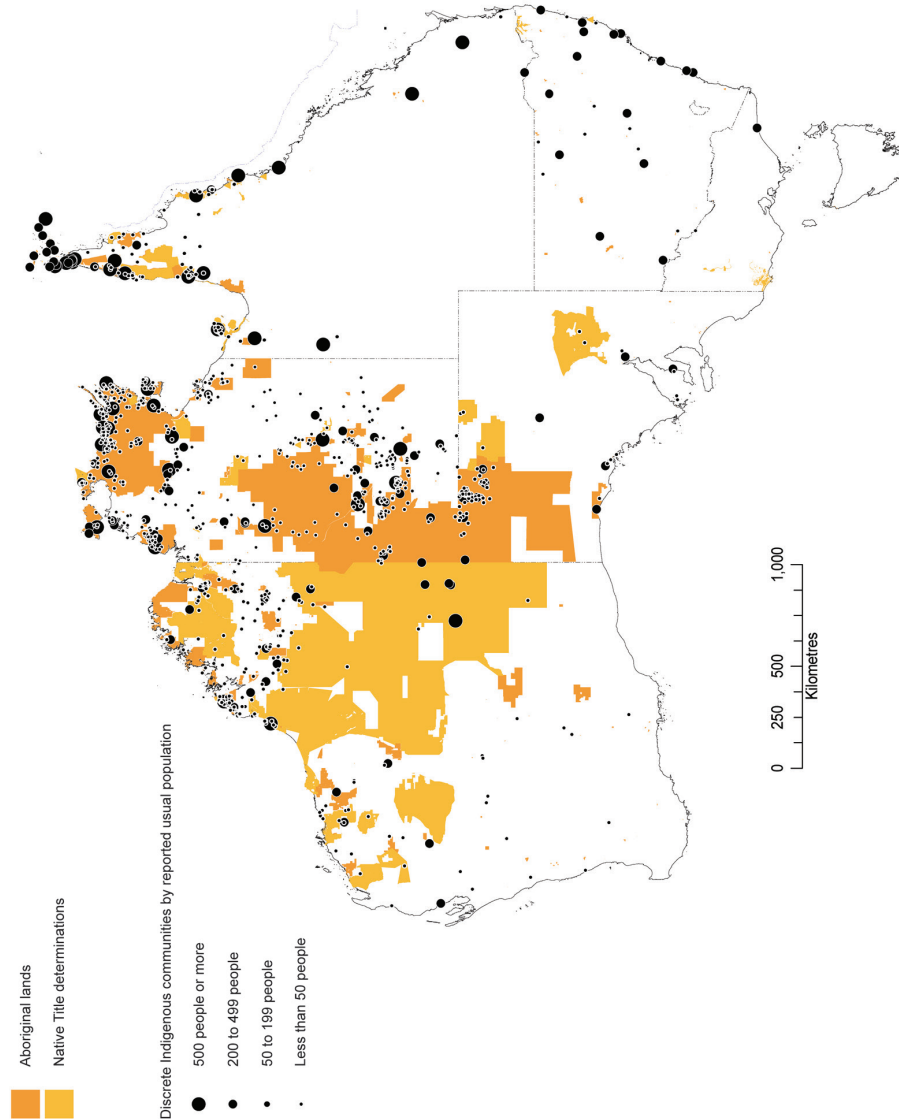 Aboriginal lands
Native Title determinations
Discrete Indigenous communities by reported usual population
500 people or more
200 to 499 people
50 to 199 people
Less than 50 people
0 250 500 1,000
Kilometres